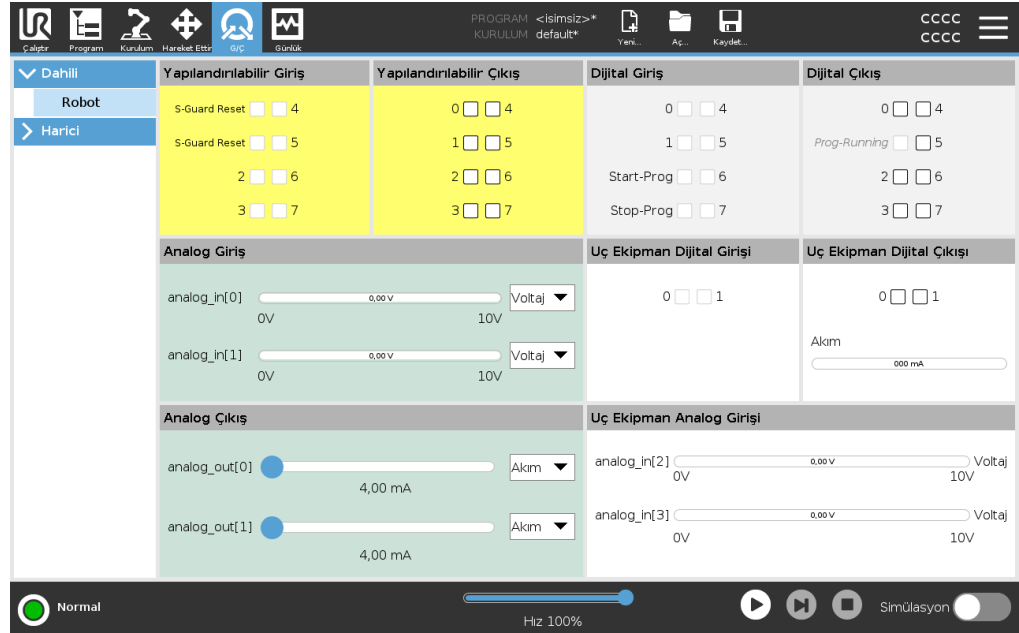 UR
PROGRAM <isimsiz>*
KURULUM default*
CCCC
CCCC
Çalıştır Program Kurulum Hareket Ettir G/Ç Günlük Yeni... Aç... Kaydet...
Dahili
Robot
Harici
Yapılandırılabilir Giriş
S-Guard Reset 4
S-Guard Reset 5
2 6
3 7
Yapılandırılabilir Çıkış
0 4
1 5
2 6
3 7
Dijital Giriş
0 4
1 5
Start-Prog 6
Stop-Prog 7
Dijital Çıkış
0 4
Prog-Running 5
2 6
3 7
Analog Giriş
analog_in[0] 0,00 V Voltaj
0V 10V
analog_in[1] 0,00 V Voltaj
0V 10V
Uç Ekipman Dijital Girişi
0 1
Uç Ekipman Dijital Çıkışı
0 1
Akım
000 mA
Analog Çıkış
analog_out[0] Akım
4,00 mA
analog_out[1] Akım
4,00 mA
Uç Ekipman Analog Girişi
analog_in[2] 0,00 V Voltaj
0V 10V
analog_in[3] 0,00 V Voltaj
0V 10V
Normal
Hız 100%
Simülasyon